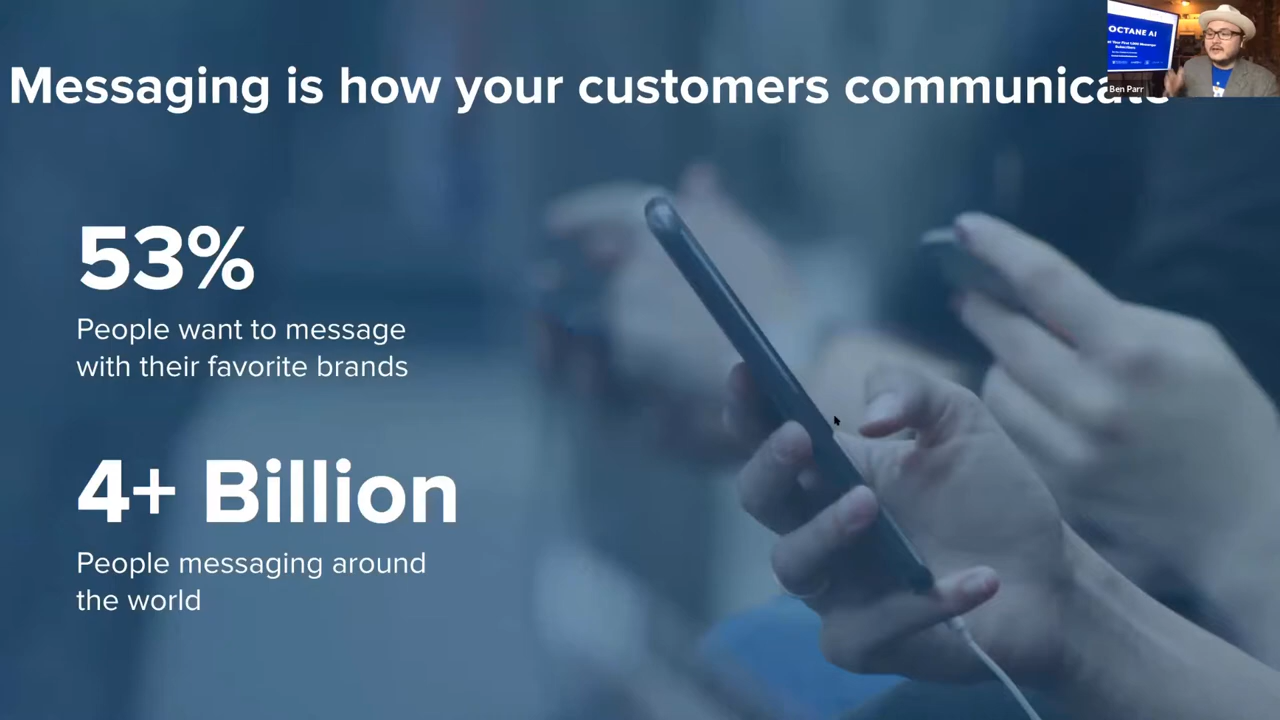 Messaging is how your customers communicate
OCTANE AI
Ben Parr
53%
People want to message
with their favorite brands
4+ Billion
People messaging around
the world